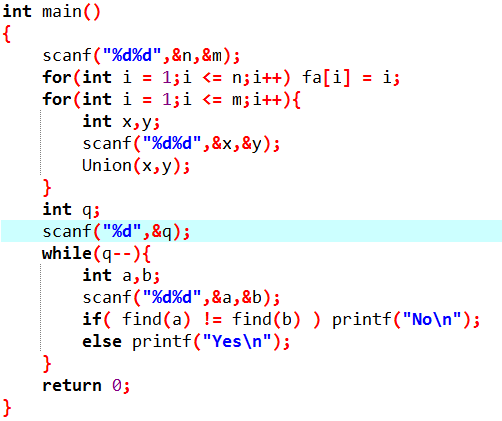 int main()
{
    scanf("%d%d",&n,&m);
    for(int i = 1;i <= n;i++) fa[i] = i;
    for(int i = 1;i <= m;i++){
        int x,y;
        scanf("%d%d",&x,&y);
        Union(x,y);
    }
    int q;
    scanf("%d",&q);
    while(q--){
        int a,b;
        scanf("%d%d",&a,&b);
        if( find(a) != find(b) ) printf("No\n");
        else printf("Yes\n");
    }
    return 0;
}